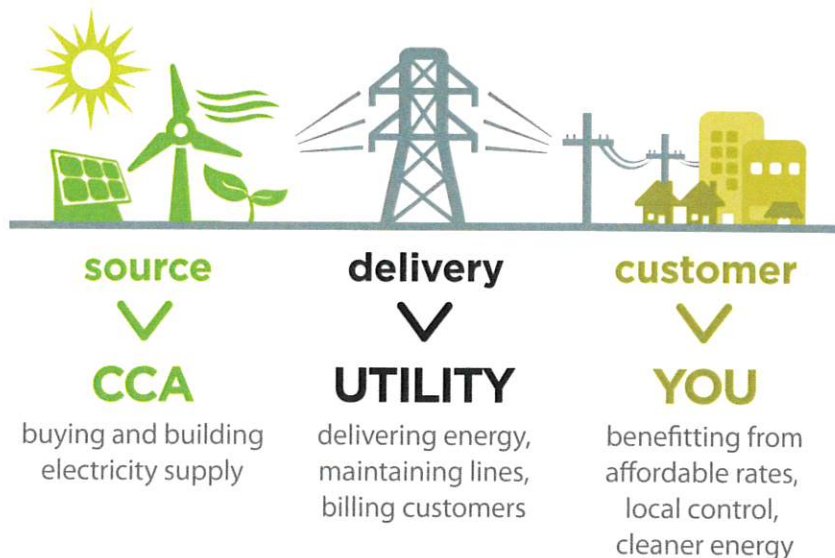 source
CCA
buying and building
electricity supply
delivery
UTILITY
delivering energy,
maintaining lines,
billing customers
customer
YOU
benefitting from
affordable rates,
local control,
cleaner energy